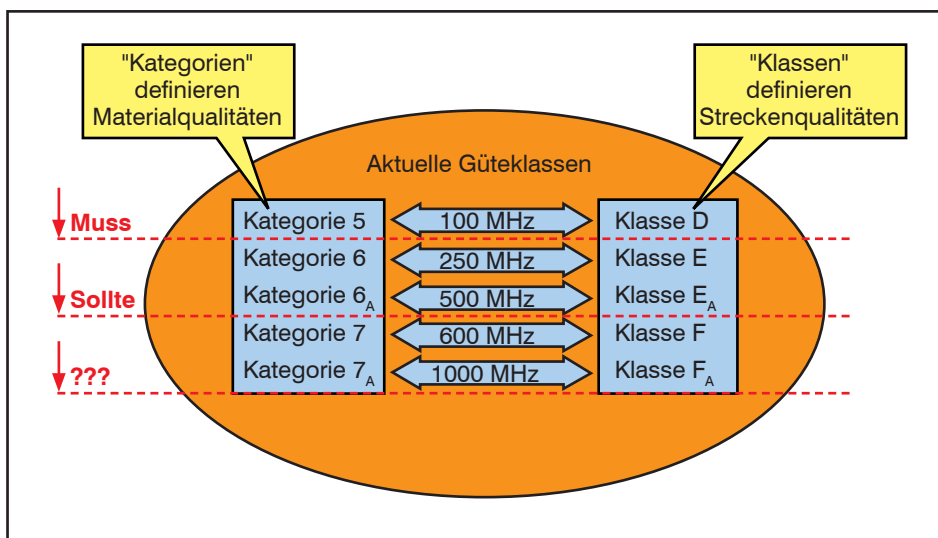 "Kategorien"
definieren
Materialqualitäten
"Klassen"
definieren
Streckenqualitäten
Aktuelle Güteklassen
Muss
Kategorie 5
100 MHz
Klasse D
Kategorie 6
250 MHz
Klasse E
Sollte
Kategorie 6A
500 MHz
Klasse EA
Kategorie 7
600 MHz
Klasse F
???
Kategorie 7A
1000 MHz
Klasse FA